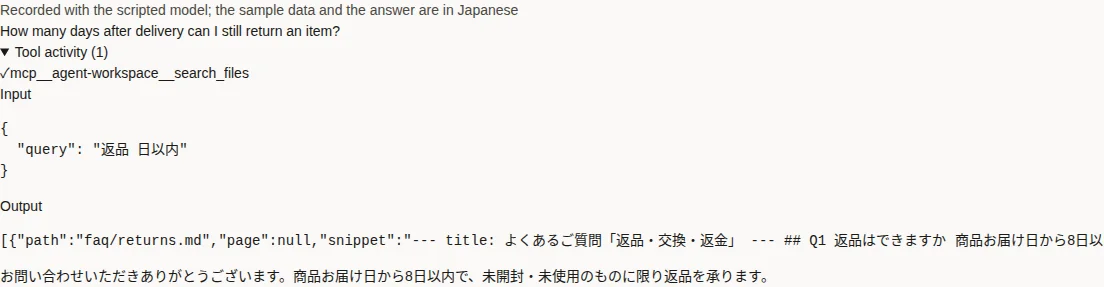 Recorded with the scripted model; the sample data and the answer are in Japanese
How many days after delivery can I still return an item?
▼ Tool activity (1)
✓mcp__agent-workspace__search_files
Input
{
  "query": "返品 日以内"
}
Output
[{"path":"faq/returns.md","page":null,"snippet":"--- title: よくあるご質問「返品・交換・返金」 --- ## Q1 返品はできますか 商品お届け日から8日以
お問い合わせいただきありがとうございます。商品お届け日から8日以内で、未開封・未使用のものに限り返品を承ります。